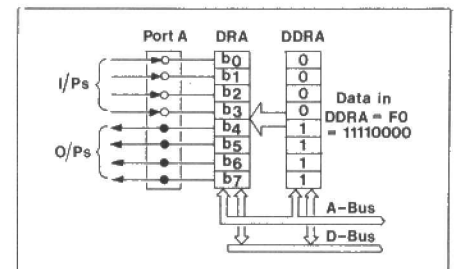 Port A DRA DDRA
b0 0
b1 0
I/Ps
b2 0
b3 0
Data in
DDRA = F0
= 11110000
b4 1
b5 1
O/Ps
b6 1
b7 1
A-Bus
D-Bus